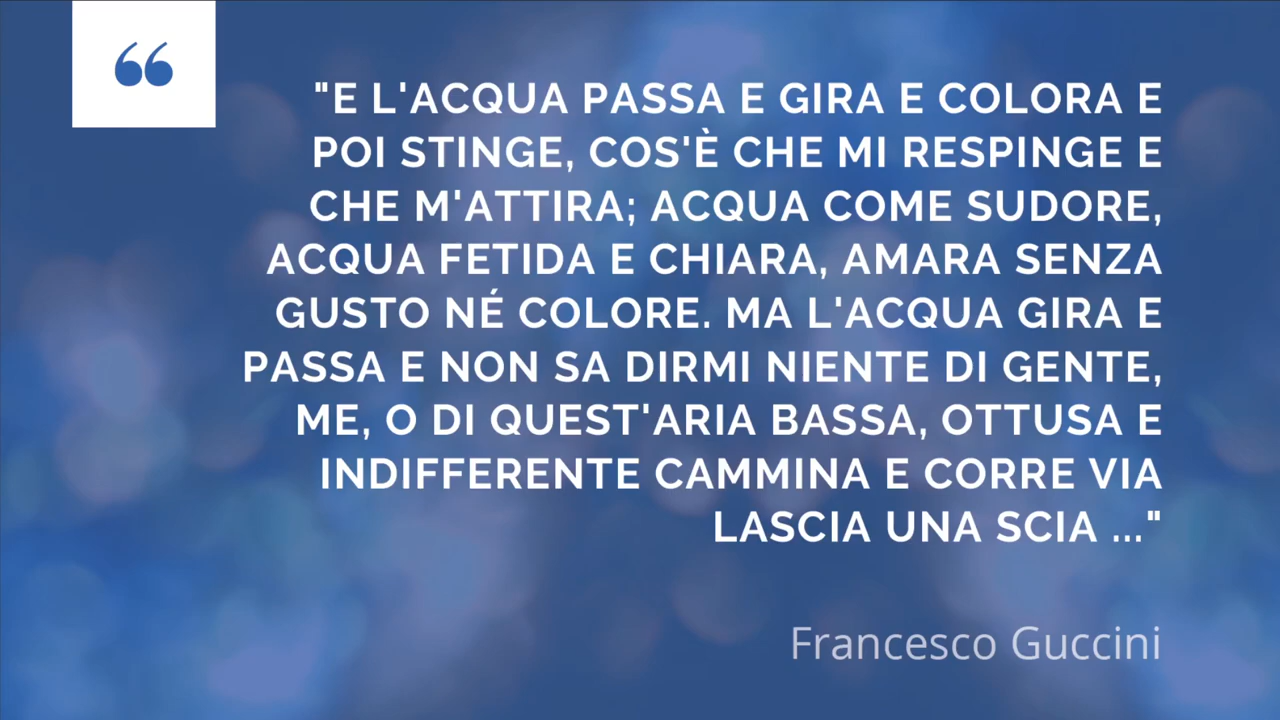 "E L'ACQUA PASSA E GIRA E COLORA E
POI STINGE, COS'È CHE MI RESPINGE E
CHE M'ATTIRA; ACQUA COME SUDORE,
ACQUA FETIDA E CHIARA, AMARA SENZA
GUSTO NÉ COLORE. MA L'ACQUA GIRA E
PASSA E NON SA DIRMI NIENTE DI GENTE,
ME, O DI QUEST'ARIA BASSA, OTTUSA E
INDIFFERENTE CAMMINA E CORRE VIA
LASCIA UNA SCIA ..."
Francesco Guccini